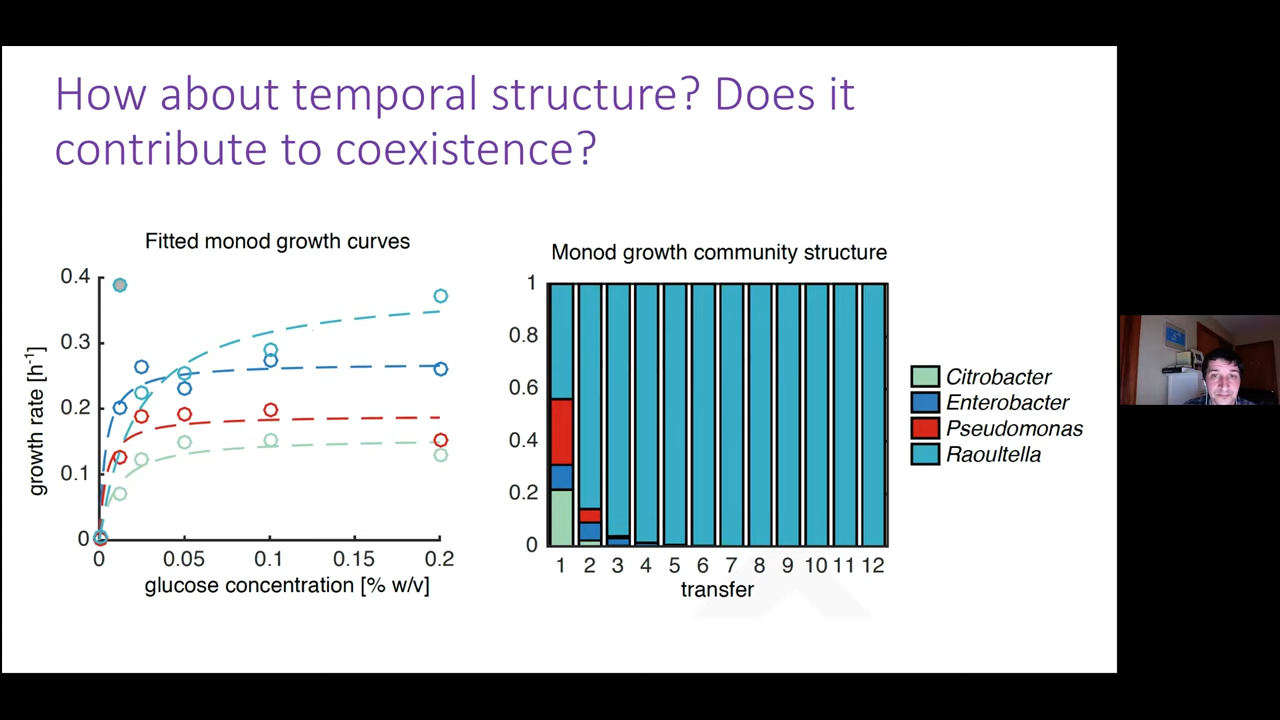 How about temporal structure? Does it
contribute to coexistence?
Fitted monod growth curves
0.4
0.3
0.2
0.1
0
0
0.05
0.1
0.15
0.2
growth rate [h⁻¹]
glucose concentration [% w/v]
Monod growth community structure
1
0.8
0.6
0.4
0.2
0
1 2 3 4 5 6 7 8 9 10 11 12
transfer
Citrobacter
Enterobacter
Pseudomonas
Raoultella